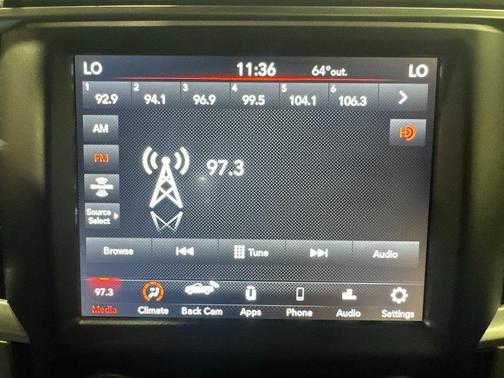 LO 11:36 64° out. LO
1 92.9 2 94.1 3 96.9 4 99.5 5 104.1 6 106.3
AM
HD
FM
97.3
Source
Select
Browse Tune Audio
97.3
Media Climate Back Cam Apps Phone Audio Settings